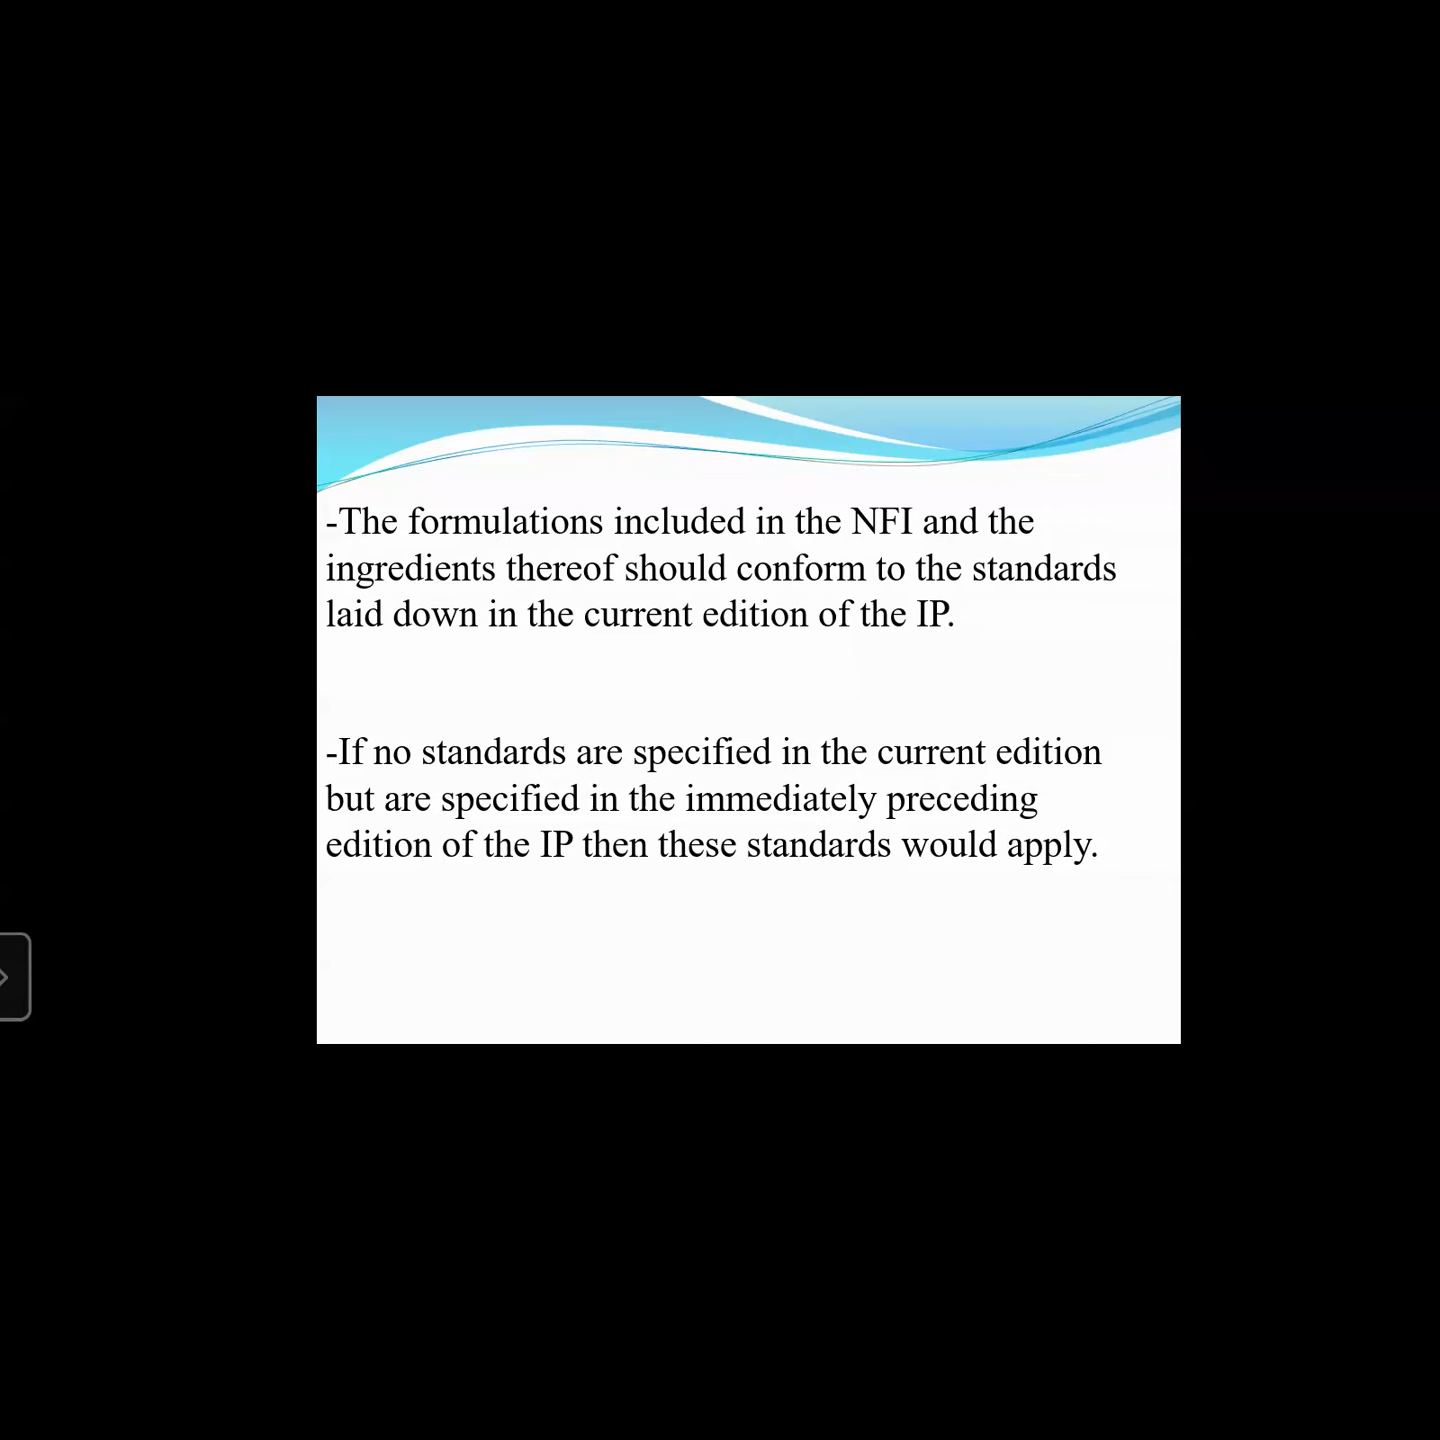 -The formulations included in the NFI and the
ingredients thereof should conform to the standards
laid down in the current edition of the IP.
-If no standards are specified in the current edition
but are specified in the immediately preceding
edition of the IP then these standards would apply.